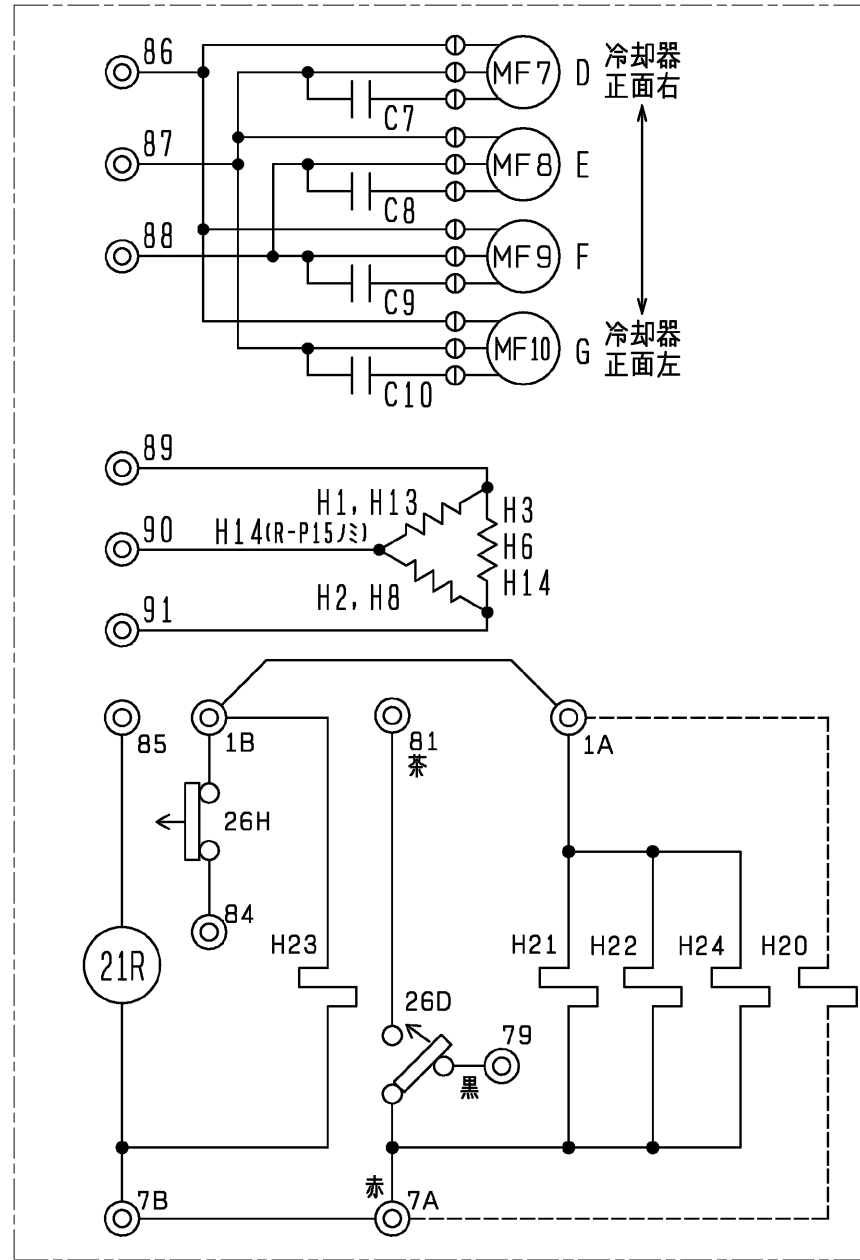 86
MF7
D
冷却器
正面右
C7
87
MF8
E
C8
88
MF9
F
C9
MF10
G
冷却器
正面左
C10
89
H1, H13
H3
90
H14(R-P15ノミ)
H6
H14
H2, H8
91
85
1B
81
茶
1A
26H
84
H23
H21
H22
H24
H20
21R
26D
79
黒
赤
7B
7A